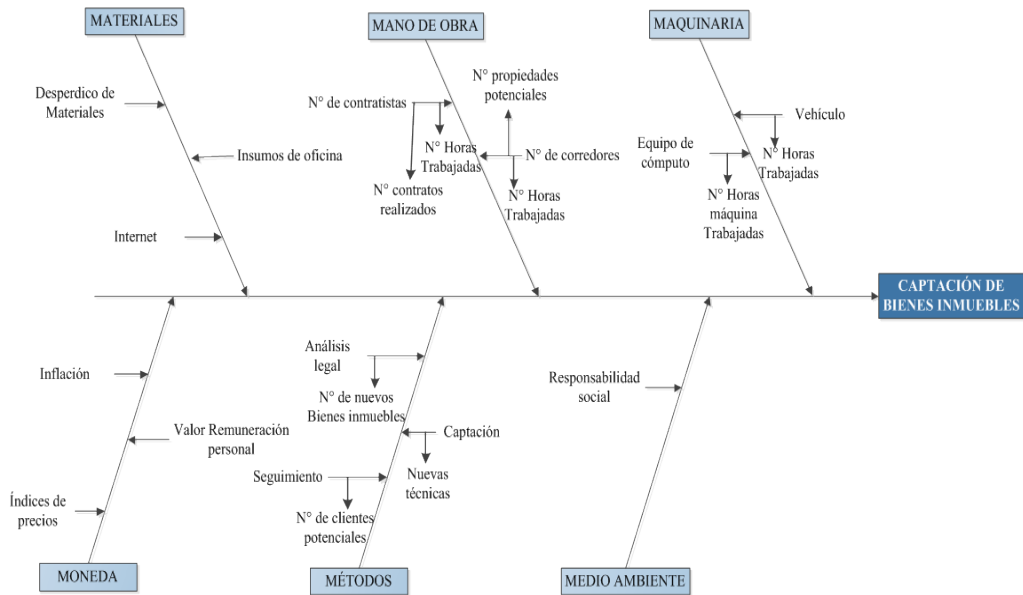 MATERIALES
MANO DE OBRA
MAQUINARIA
Desperdico de
Materiales
Insumos de oficina
Internet
N° de contratistas
N° Horas
Trabajadas
N° contratos
realizados
N° propiedades
potenciales
N° de corredores
N° Horas
Trabajadas
Vehículo
N° Horas
Trabajadas
Equipo de
cómputo
N° Horas
máquina
Trabajadas
CAPTACIÓN DE
BIENES INMUEBLES
Inflación
Valor Remuneración
personal
Índices de
precios
Análisis
legal
N° de nuevos
Bienes inmuebles
Captación
Nuevas
técnicas
Seguimiento
N° de clientes
potenciales
Responsabilidad
social
MONEDA
MÉTODOS
MEDIO AMBIENTE